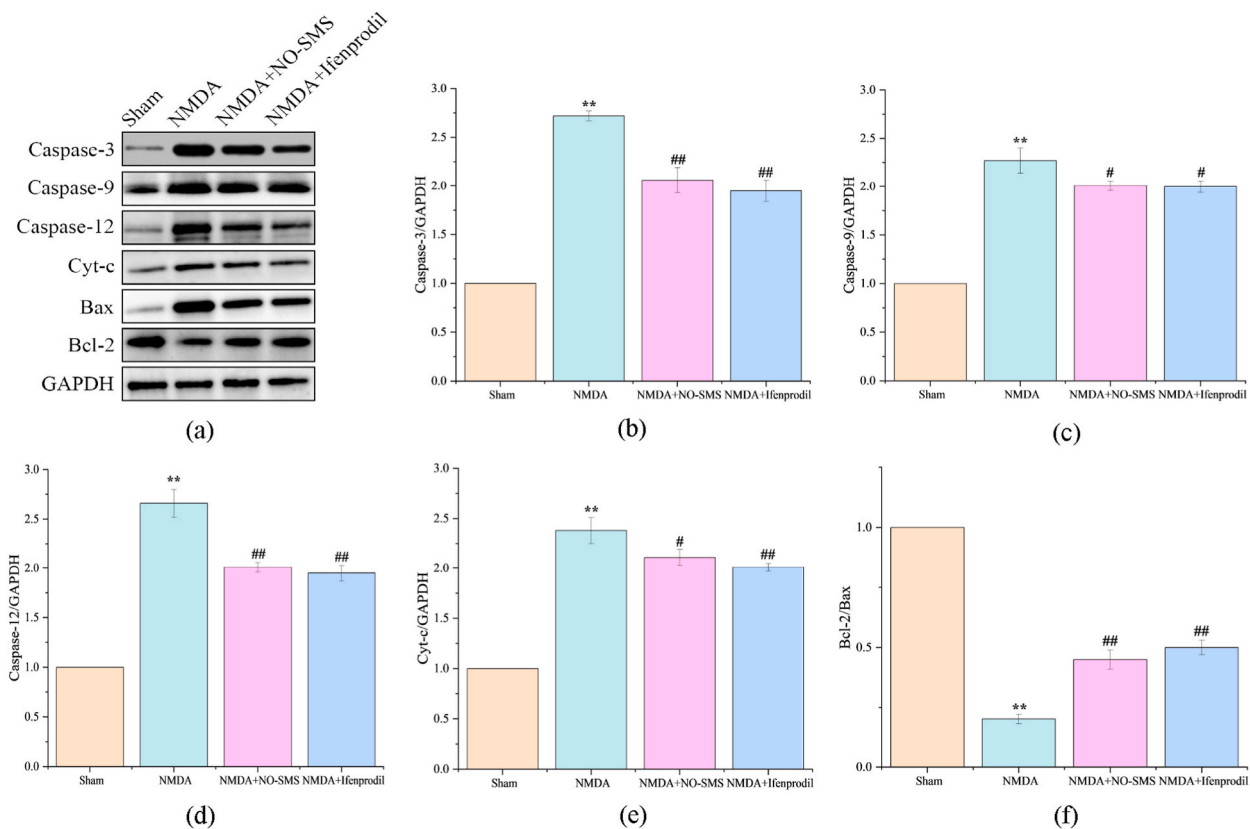 Sham
NMDA
NMDA+NO-SMS
NMDA+Ifenprodil
Caspase-3
Caspase-9
Caspase-12
Cyt-c
Bax
Bcl-2
GAPDH
(a)
Caspase-3/GAPDH
3.0
2.5
2.0
1.5
1.0
0.5
0.0
**
##
##
Sham NMDA NMDA+NO-SMS NMDA+Ifenprodil
(b)
Caspase-9/GAPDH
3.0
2.5
2.0
1.5
1.0
0.5
0.0
**
#
#
Sham NMDA NMDA+NO-SMS NMDA+Ifenprodil
(c)
Caspase-12/GAPDH
3.0
2.5
2.0
1.5
1.0
0.5
0.0
**
##
##
Sham NMDA NMDA+NO-SMS NMDA+Ifenprodil
(d)
Cyt-c/GAPDH
3.0
2.5
2.0
1.5
1.0
0.5
0.0
**
#
##
Sham NMDA NMDA+NO-SMS NMDA+Ifenprodil
(e)
Bcl-2/Bax
1.0
0.5
0.0
**
##
##
Sham NMDA NMDA+NO-SMS NMDA+Ifenprodil
(f)